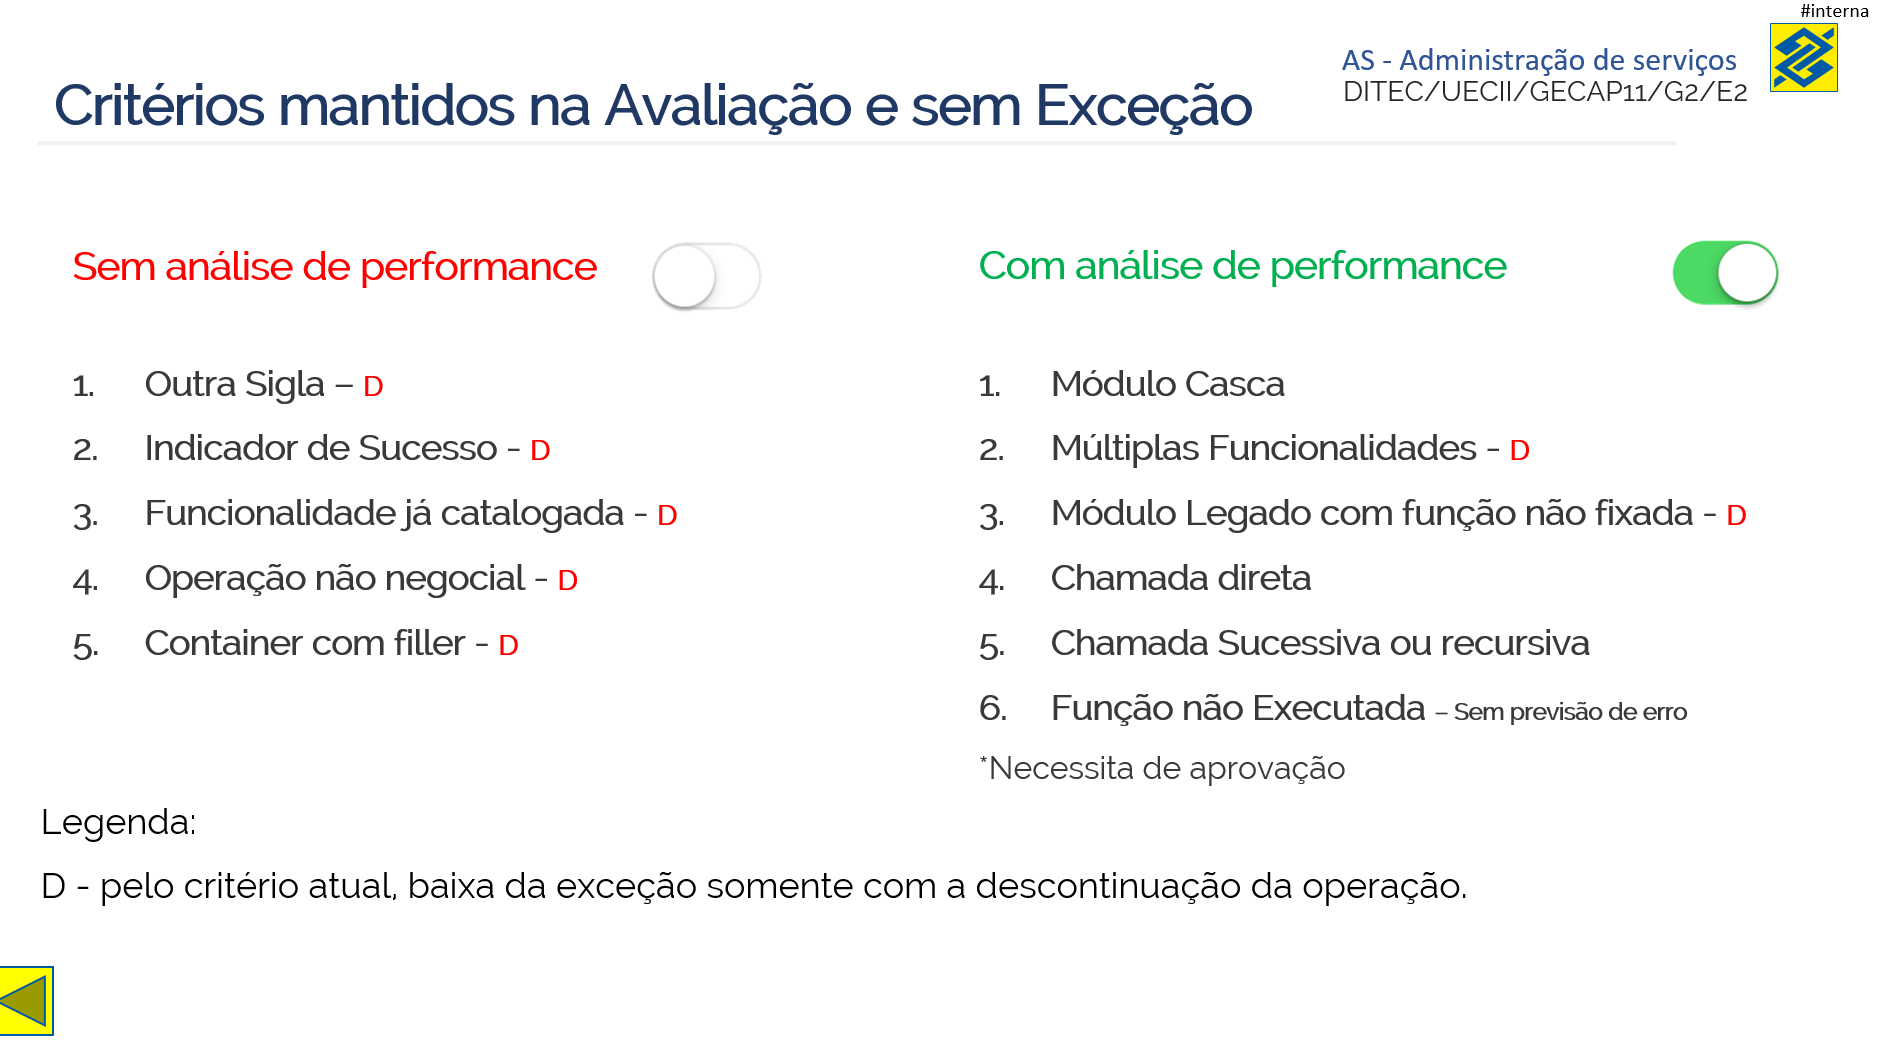 #interna
AS - Administração de serviços
DITEC/UECII/GECAP11/G2/E2
Critérios mantidos na Avaliação e sem Exceção
Sem análise de performance
1. Outra Sigla – D
2. Indicador de Sucesso - D
3. Funcionalidade já catalogada - D
4. Operação não negocial - D
5. Container com filler - D
Com análise de performance
1. Módulo Casca
2. Múltiplas Funcionalidades - D
3. Módulo Legado com função não fixada - D
4. Chamada direta
5. Chamada Sucessiva ou recursiva
6. Função não Executada – Sem previsão de erro
*Necessita de aprovação
Legenda:
D - pelo critério atual, baixa da exceção somente com a descontinuação da operação.